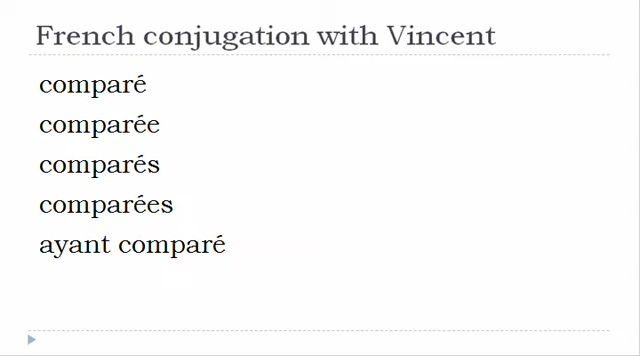 French conjugation with Vincent
comparé
comparée
comparés
comparées
ayant comparé